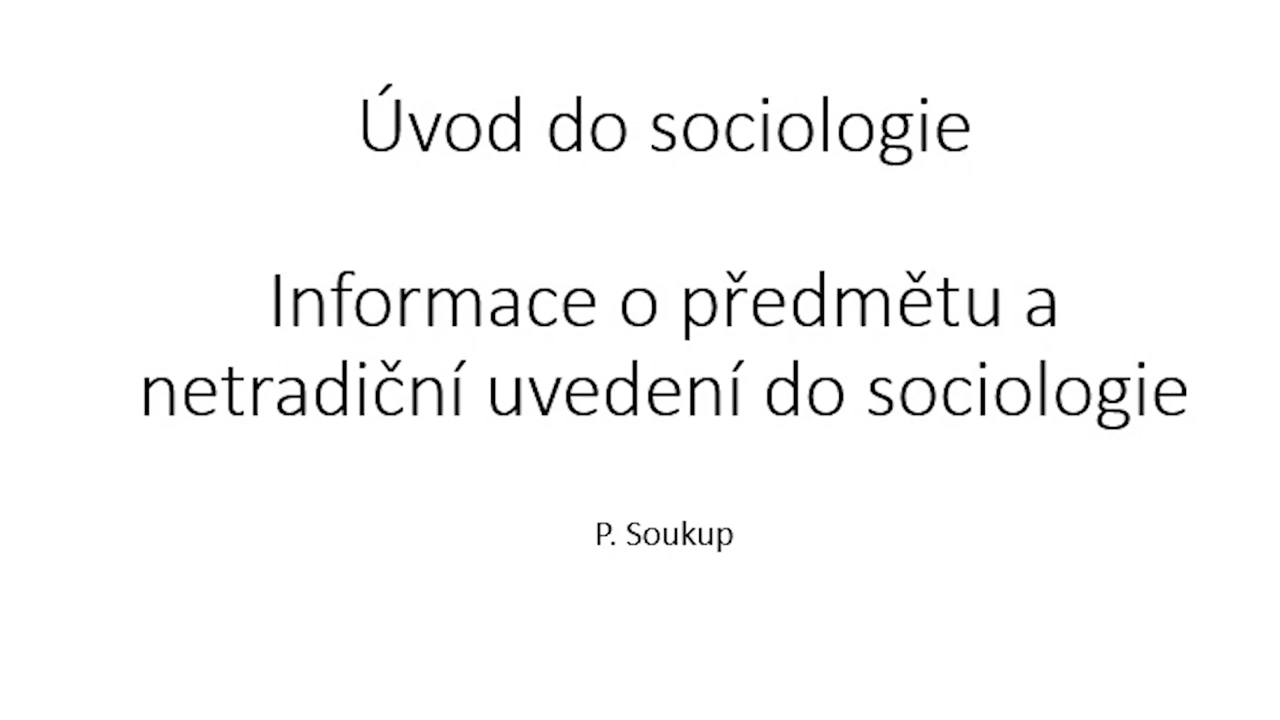 Úvod do sociologie
Informace o předmětu a
netradiční uvedení do sociologie
P. Soukup